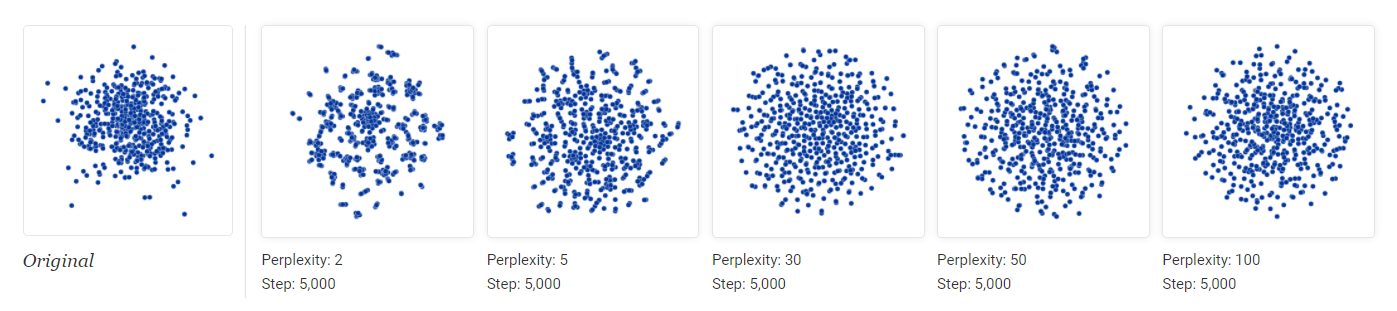 Original
Perplexity: 2
Step: 5,000
Perplexity: 5
Step: 5,000
Perplexity: 30
Step: 5,000
Perplexity: 50
Step: 5,000
Perplexity: 100
Step: 5,000